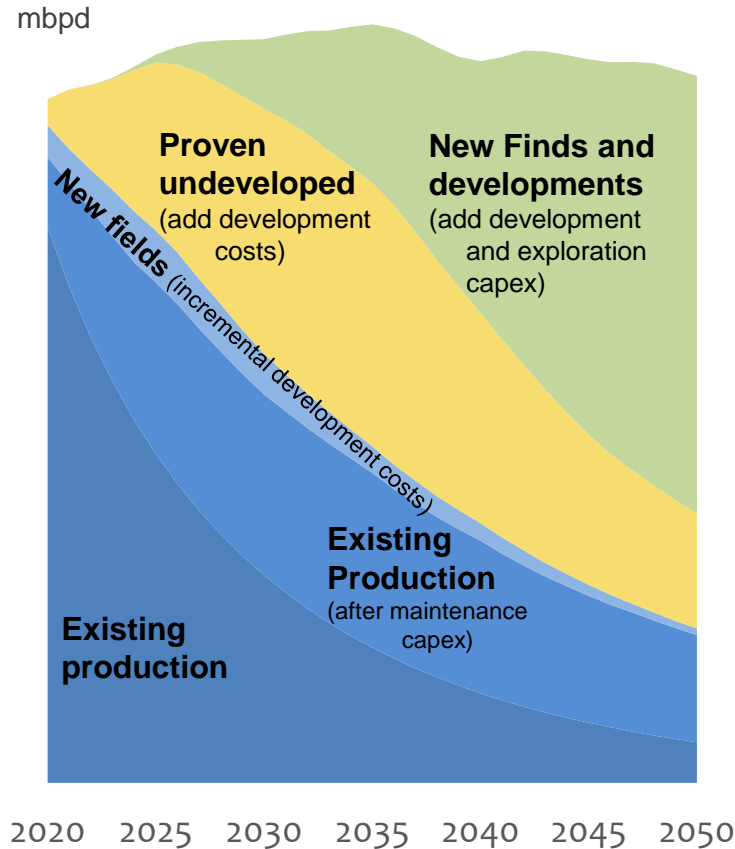 mbpd
Proven
undeveloped
(add development
costs)
New Finds and
developments
(add development
and exploration
capex)
New fields (incremental development costs)
Existing
Production
(after maintenance
capex)
Existing
production
2020 2025 2030 2035 2040 2045 2050